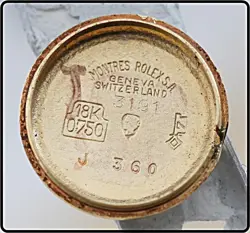 MONTRES ROLEX S.A
GENEVA
SWITZERLAND
3191
18K
0,750
J 360